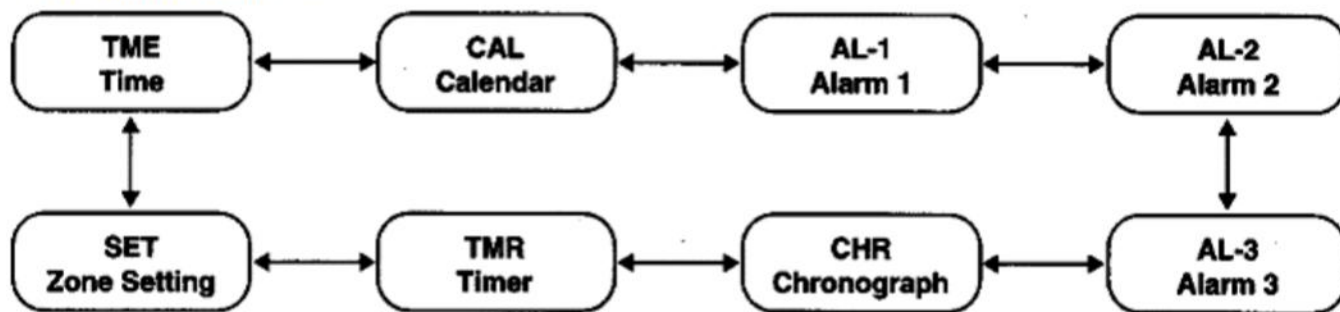 TME
Time
CAL
Calendar
AL-1
Alarm 1
AL-2
Alarm 2
SET
Zone Setting
TMR
Timer
CHR
Chronograph
AL-3
Alarm 3